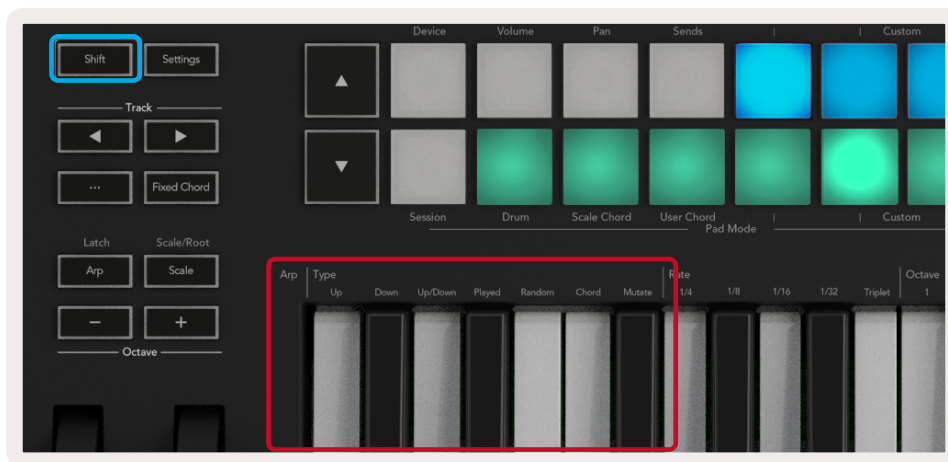 Device Volume Pan Sends | | Custom
Shift Settings
Track
... Fixed Chord
Session Drum Scale Chord User Chord | | Custom
Pad Mode
Latch Scale/Root
Arp Scale
− +
Octave
Arp Type Rate Octave
Up Down Up/Down Played Random Chord Mutate 1/4 1/8 1/16 1/32 Triplet 1